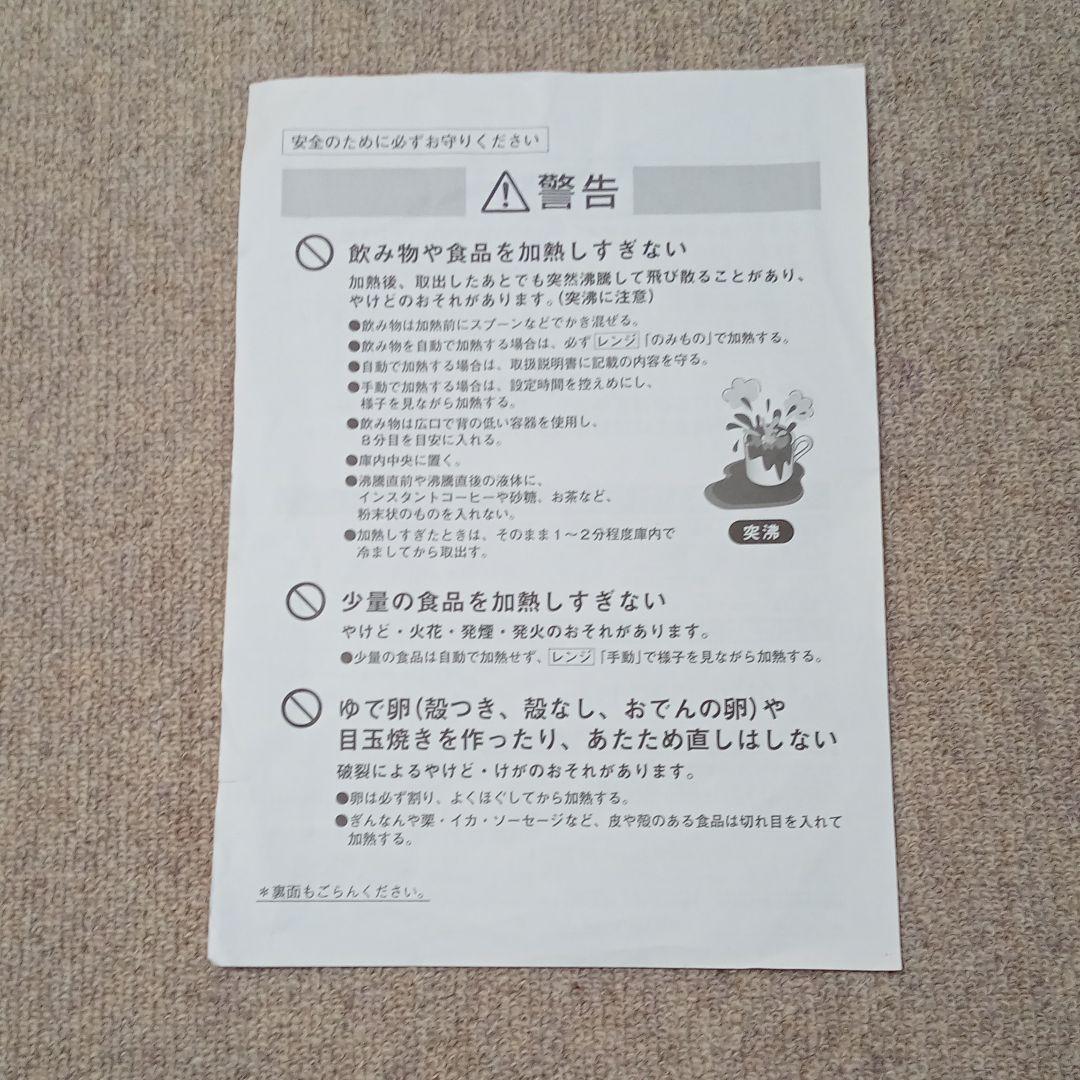 安全のために必ずお守りください
警告
飲み物や食品を加熱しすぎない
加熱後、取出したあとでも突然沸騰して飛び散ることがあり、
やけどのおそれがあります。(突沸に注意)
●飲み物は加熱前にスプーンなどでかき混ぜる。
●飲み物を自動で加熱する場合は、必ずレンジ「のみもの」で加熱する。
●自動で加熱する場合は、取扱説明書に記載の内容を守る。
●手動で加熱する場合は、設定時間を控えめにし、
様子を見ながら加熱する。
●飲み物は広口で背の低い容器を使用し、
8分目を目安に入れる。
●庫内中央に置く。
●沸騰直前や沸騰直後の液体に、
インスタントコーヒーや砂糖、お茶など、
粉末状のものを入れない。
●加熱しすぎたときは、そのまま1〜2分程度庫内で
冷ましてから取出す。
突沸
少量の食品を加熱しすぎない
やけど・火花・発煙・発火のおそれがあります。
●少量の食品は自動で加熱せず、レンジ「手動」で様子を見ながら加熱する。
ゆで卵(殻つき、殻なし、おでんの卵)や
目玉焼きを作ったり、あたため直しはしない
破裂によるやけど・けがのおそれがあります。
●卵は必ず割り、よくほぐしてから加熱する。
●ぎんなんや栗・イカ・ソーセージなど、皮や殻のある食品は切れ目を入れて
加熱する。
*裏面もごらんください。